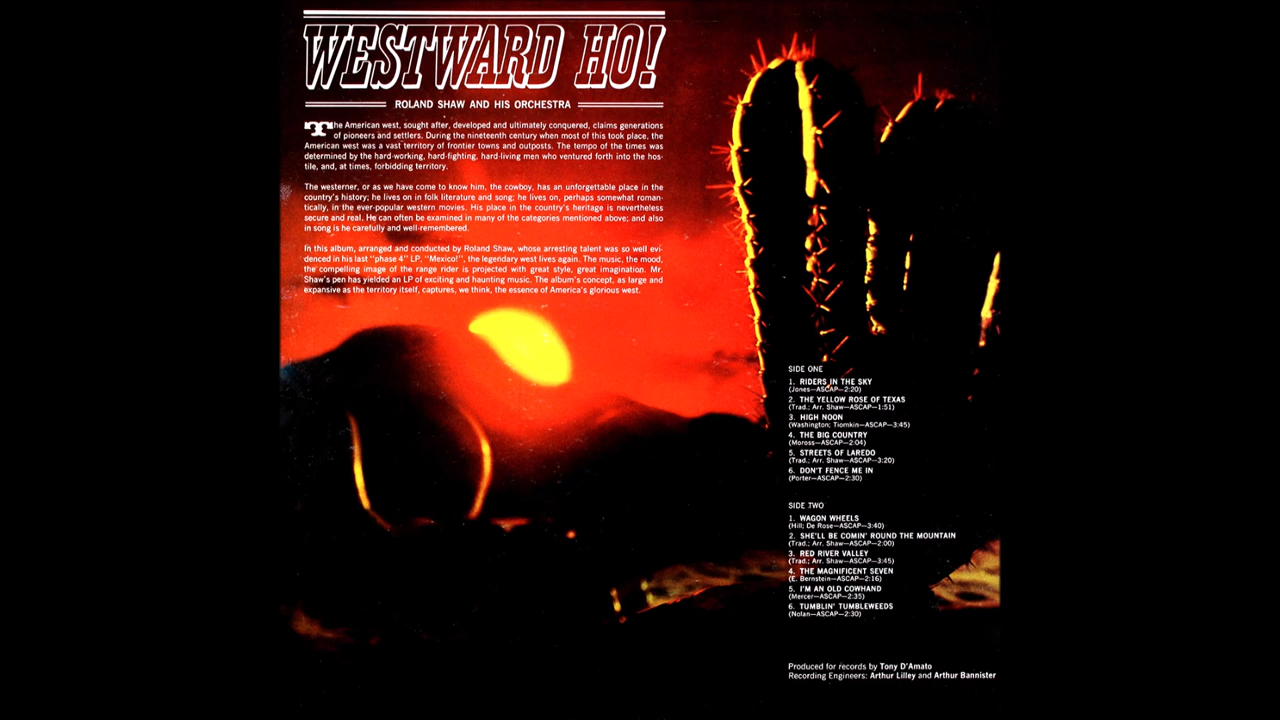 WESTWARD HO!
ROLAND SHAW AND HIS ORCHESTRA
The American west, sought after, developed and ultimately conquered, claims generations
of pioneers and settlers. During the nineteenth century when most of this took place, the
American west was a vast territory of frontier towns and outposts. The tempo of the times was
determined by the hard-working, hard-fighting, hard-living men who ventured forth into the hos-
tile, and, at times, forbidding territory.
The westerner, or as we have come to know him, the cowboy, has an unforgettable place in the
country's history; he lives on in folk literature and song; he lives on, perhaps somewhat roman-
tically, in the ever-popular western movies. His place in the country's heritage is nevertheless
secure and real. He can often be examined in many of the categories mentioned above; and also
in song is he carefully and well-remembered.
In this album, arranged and conducted by Roland Shaw, whose arresting talent was so well evi-
denced in his last "phase 4" LP, "Mexico!", the legendary west lives again. The music, the mood,
the compelling image of the range rider is projected with great style, great imagination. Mr.
Shaw's pen has yielded an LP of exciting and haunting music. The album's concept, as large and
expansive as the territory itself, captures, we think, the essence of America's glorious west.
SIDE ONE
1. RIDERS IN THE SKY
(Jones—ASCAP—2:20)
2. THE YELLOW ROSE OF TEXAS
(Trad.; Arr. Shaw—ASCAP—1:51)
3. HIGH NOON
(Washington; Tiomkin—ASCAP—3:45)
4. THE BIG COUNTRY
(Moross—ASCAP—2:04)
5. STREETS OF LAREDO
(Trad.; Arr. Shaw—ASCAP—3:20)
6. DON'T FENCE ME IN
(Porter—ASCAP—2:30)
SIDE TWO
1. WAGON WHEELS
(Hill; De Rose—ASCAP—3:40)
2. SHE'LL BE COMIN' ROUND THE MOUNTAIN
(Trad.; Arr. Shaw—ASCAP—2:00)
3. RED RIVER VALLEY
(Trad.; Arr. Shaw—ASCAP—3:45)
4. THE MAGNIFICENT SEVEN
(E. Bernstein—ASCAP—2:16)
5. I'M AN OLD COWHAND
(Mercer—ASCAP—2:35)
6. TUMBLIN' TUMBLEWEEDS
(Nolan—ASCAP—2:30)
Produced for records by Tony D'Amato
Recording Engineers: Arthur Lilley and Arthur Bannister